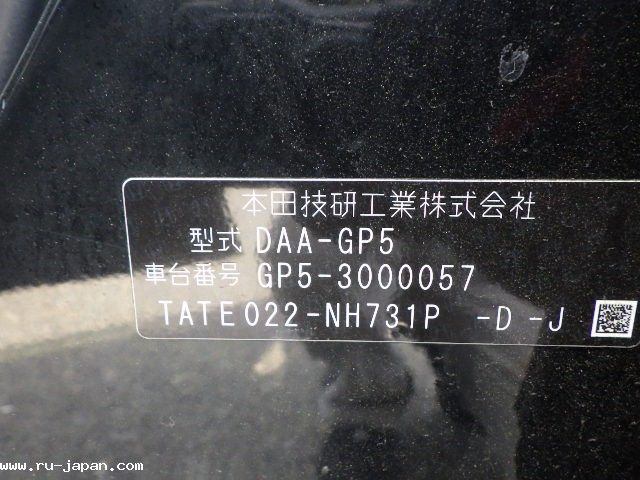 本田技研工業株式会社
型式 DAA-GP5
車台番号 GP5-3000057
TATE022-NH731P -D -J
www.ru-japan.com